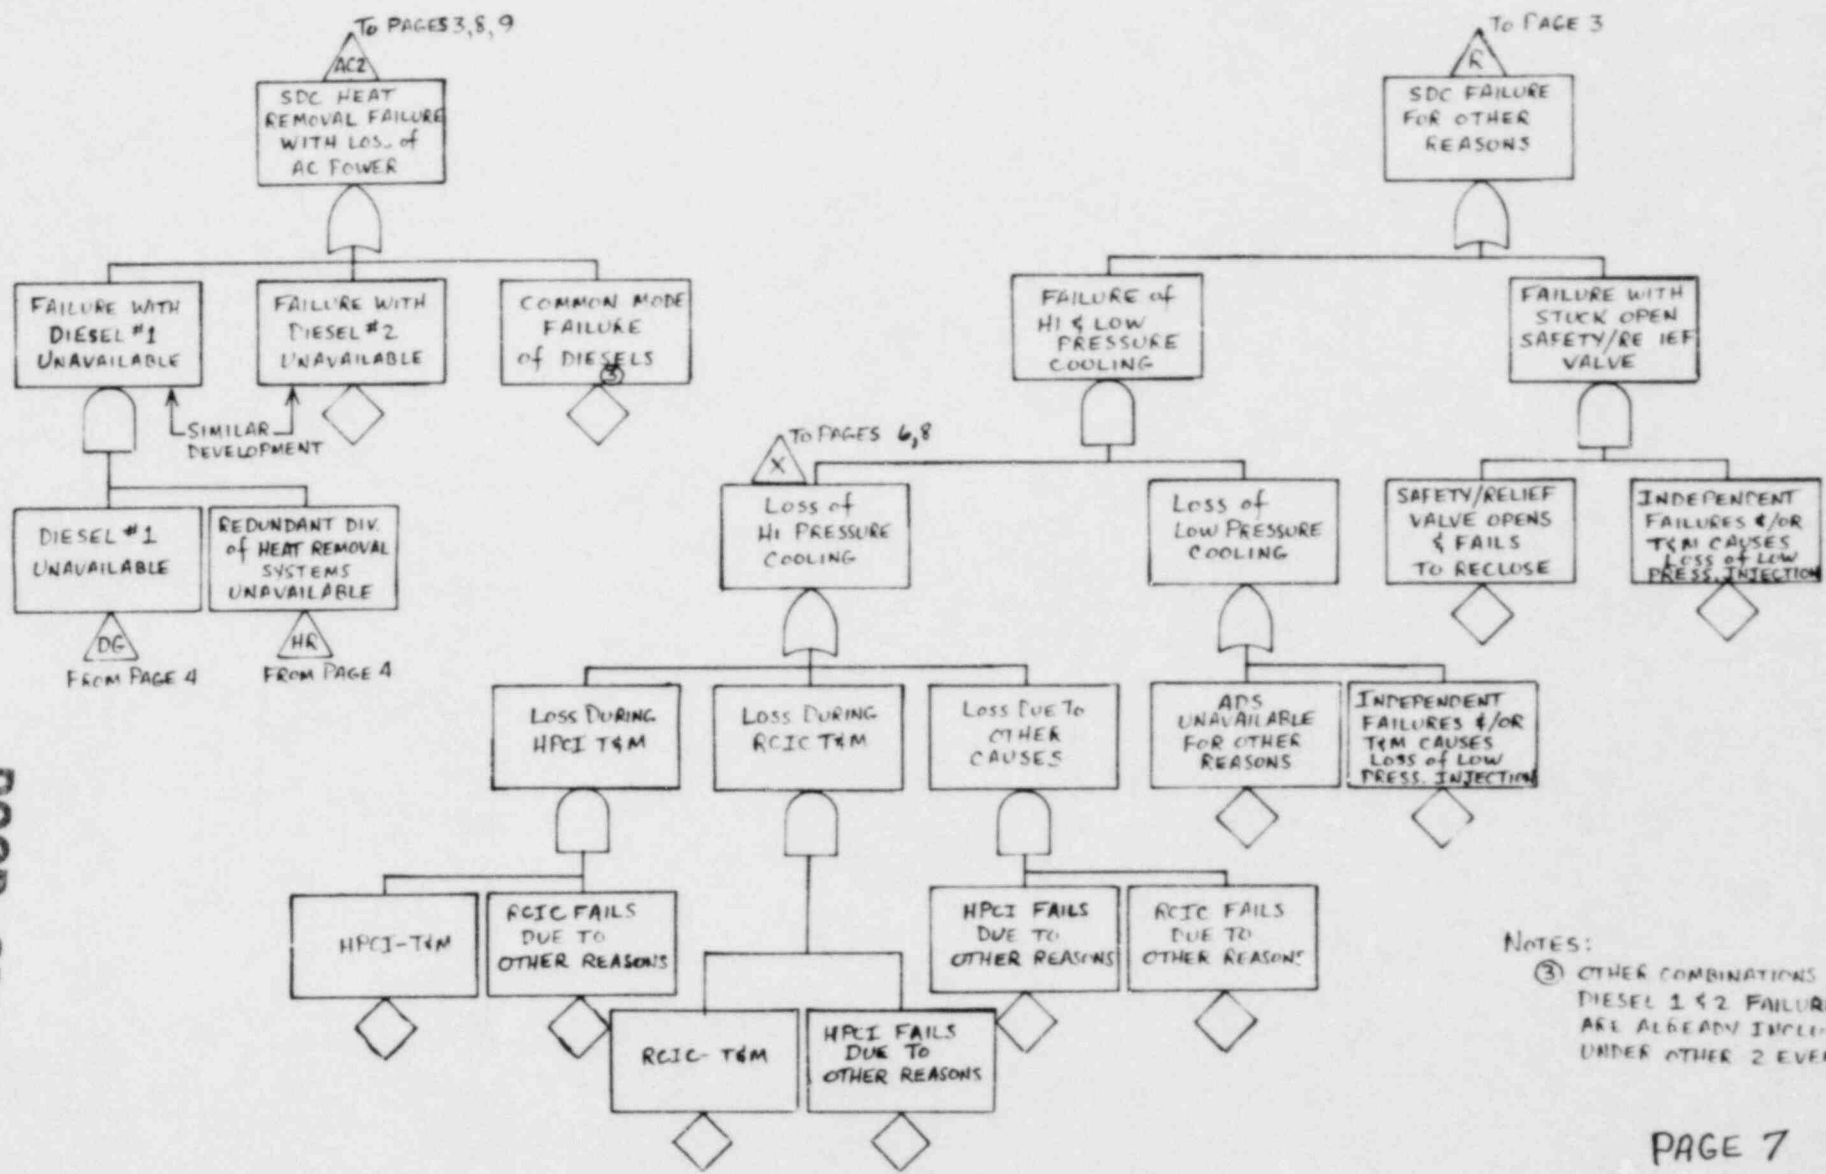 To PAGES 3,8,9
AC2
SDC HEAT
REMOVAL FAILURE
WITH LOS. of
AC POWER
FAILURE WITH
DIESEL #1
UNAVAILABLE
FAILURE WITH
DIESEL #2
UNAVAILABLE
COMMON MODE
FAILURE
of DIESELS
③
SIMILAR
DEVELOPMENT
DIESEL #1
UNAVAILABLE
REDUNDANT DIV.
of HEAT REMOVAL
SYSTEMS
UNAVAILABLE
DG
FROM PAGE 4
HR
FROM PAGE 4
To PAGE 3
R
SDC FAILURE
FOR OTHER
REASONS
FAILURE of
HI & LOW
PRESSURE
COOLING
FAILURE WITH
STUCK OPEN
SAFETY/RE IEF
VALVE
TO PAGES 6,8
X
Loss of
HI PRESSURE
COOLING
Loss of
LOW PRESSURE
COOLING
SAFETY/RELIEF
VALVE OPENS
& FAILS
TO RECLOSE
INDEPENDENT
FAILURES &/OR
T&M CAUSES
Loss of Low
PRESS. INJECTION
Loss DURING
HPCI T&M
Loss DURING
RCIC T&M
Loss DUE To
OTHER
CAUSES
ADS
UNAVAILABLE
FOR OTHER
REASONS
INDEPENDENT
FAILURES &/OR
T&M CAUSES
Loss of Low
PRESS. INJECTION
HPCI-T&M
RCIC FAILS
DUE TO
OTHER REASONS
RCIC-T&M
HPCI FAILS
DUE TO
OTHER REASONS
HPCI FAILS
DUE TO
OTHER REASONS
RCIC FAILS
DUE TO
OTHER REASONS
NOTES:
③ OTHER COMBINATIONS
DIESEL 1 & 2 FAILUR
ARE ALREADY INCL
UNDER OTHER 2 EVE
PAGE 7